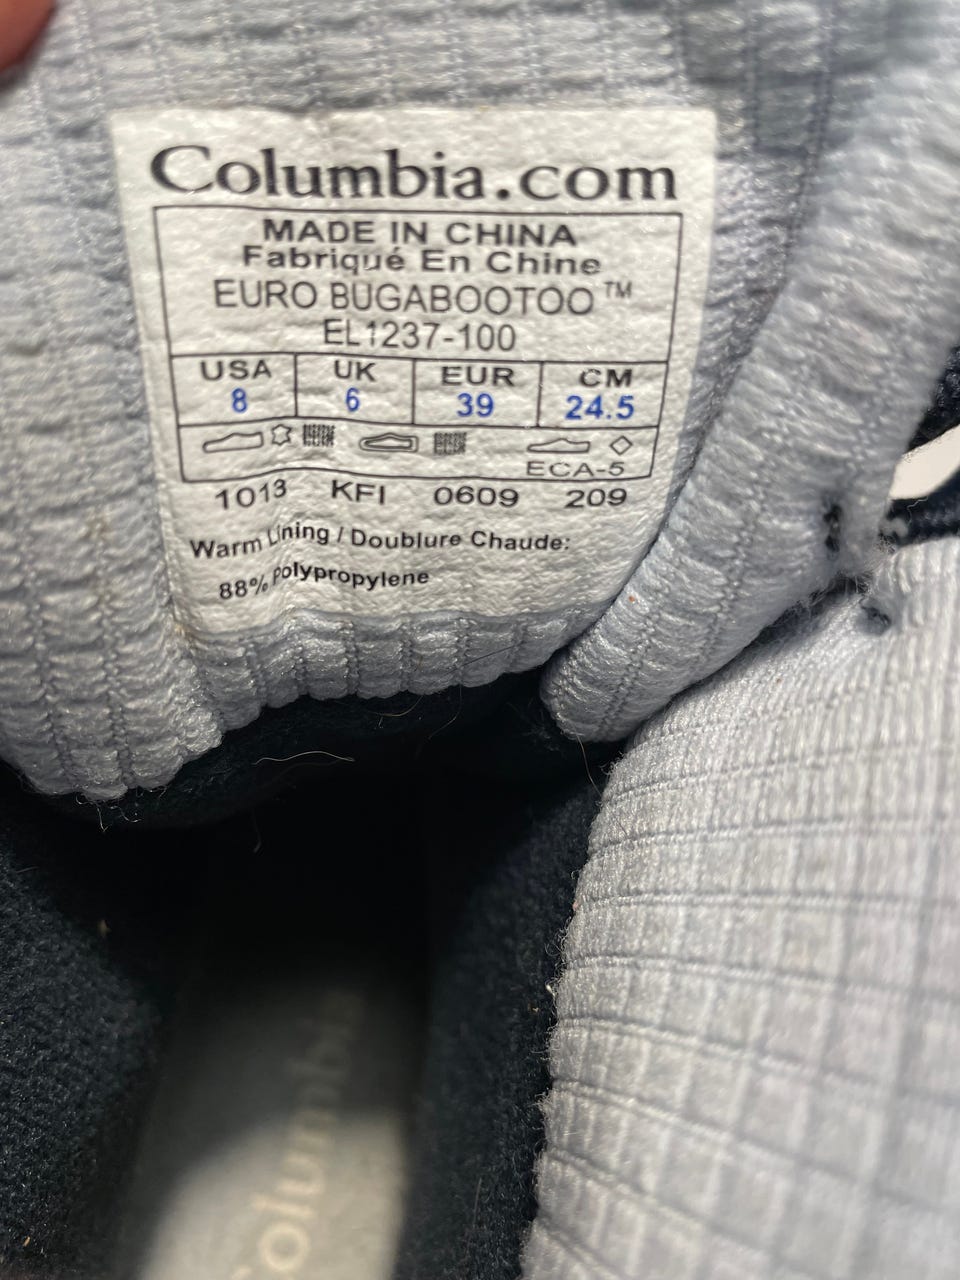 Columbia.com
MADE IN CHINA
Fabriqué En Chine
EURO BUGABOOTOO™
EL1237-100
USA UK EUR CM
8 6 39 24.5
ECA-5
1013 KFI 0609 209
Warm Lining / Doublure Chaude:
88% Polypropylene
Columbia